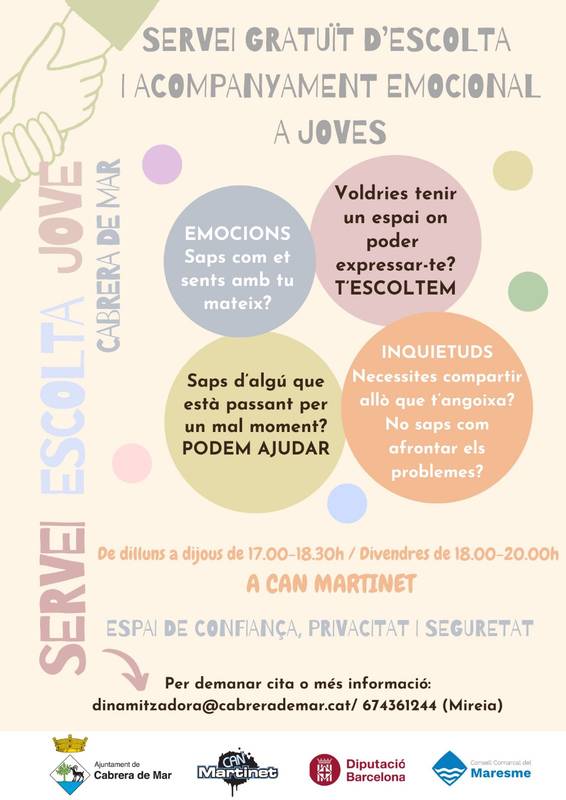 SERVEI GRATUÏT D'ESCOLTA
I ACOMPANYAMENT EMOCIONAL
A JOVES
SERVEI ESCOLTA JOVE
CABRERA DE MAR
EMOCIONS
Saps com et
sents amb tu
mateix?
Voldries tenir
un espai on
poder
expressar-te?
T'ESCOLTEM
Saps d'algú que
està passant per
un mal moment?
PODEM AJUDAR
INQUIETUDS
Necessites compartir
allò que t'angoixa?
No saps com
afrontar els
problemes?
De dilluns a dijous de 17.00-18.30h / Divendres de 18.00-20.00h
A CAN MARTINET
ESPAI DE CONFIANÇA, PRIVACITAT I SEGURETAT
Per demanar cita o més informació:
dinamitzadora@cabrerademar.cat/ 674361244 (Mireia)
Ajuntament de
Cabrera de Mar
CAN
Martinet
Diputació
Barcelona
Consell Comarcal del
Maresme